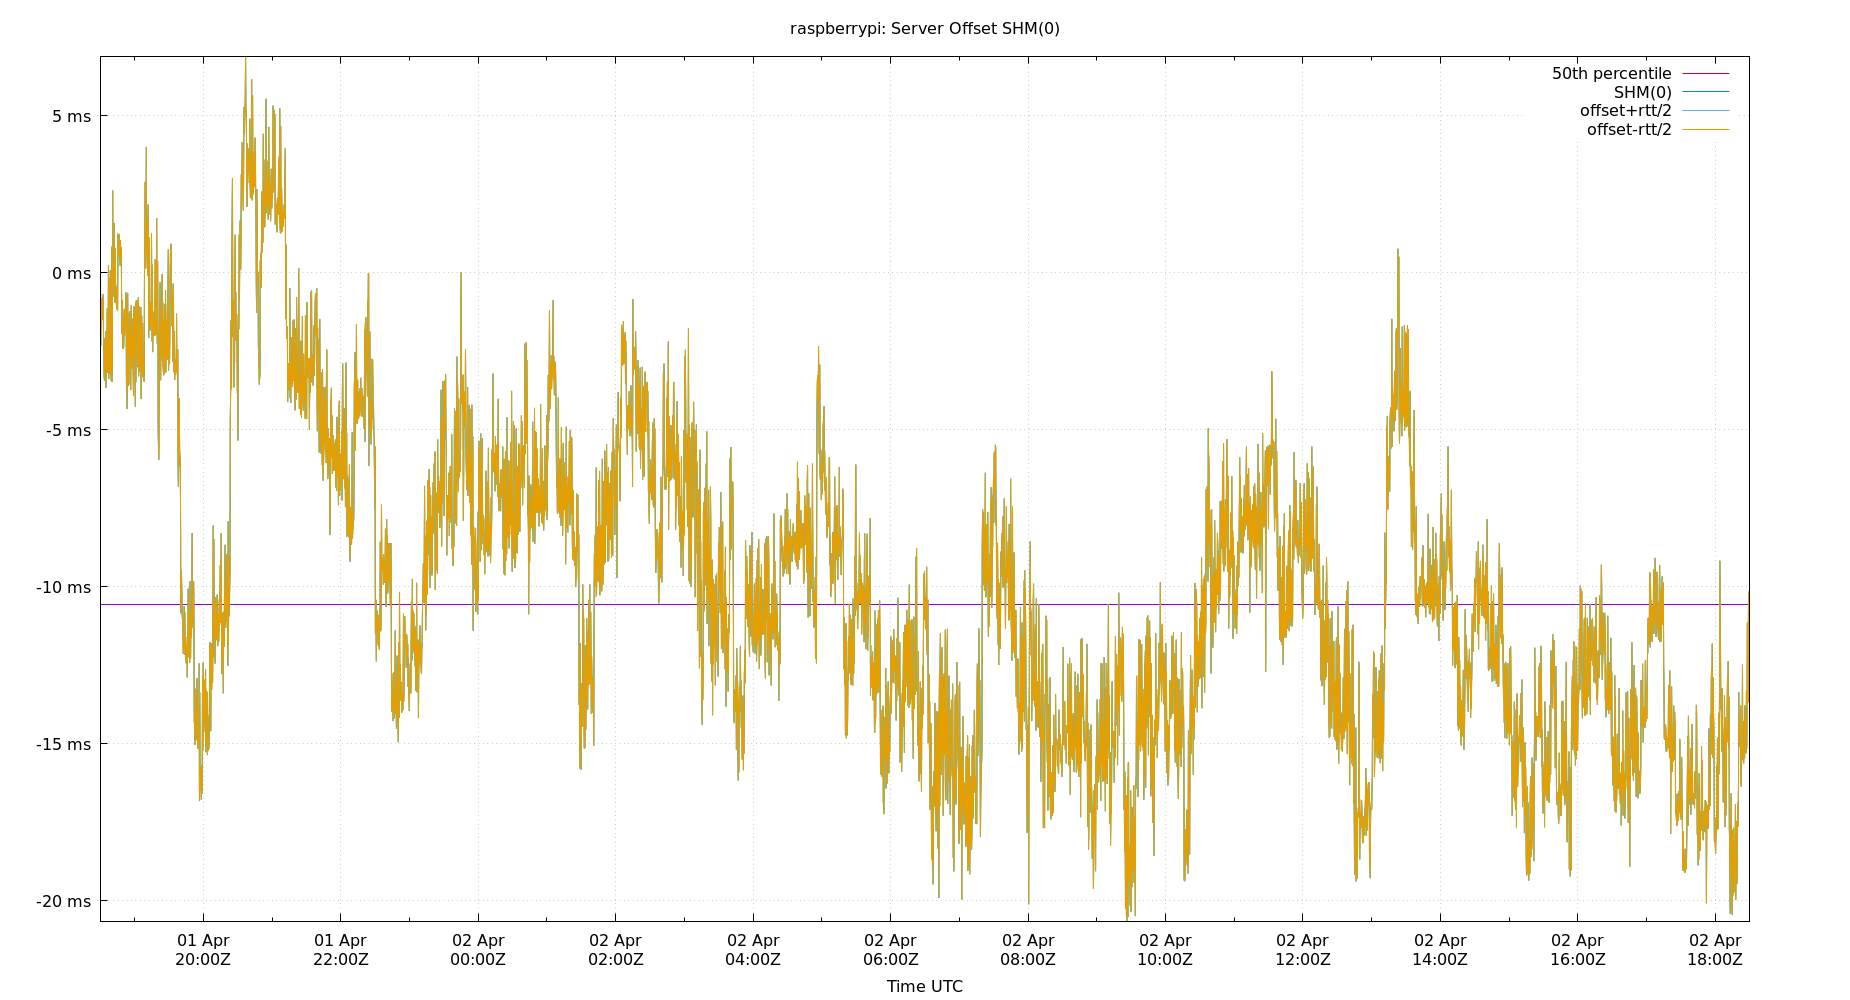 raspberrypi: Server Offset SHM(0)
50th percentile
SHM(0)
offset+rtt/2
offset-rtt/2
5 ms
0 ms
-5 ms
-10 ms
-15 ms
-20 ms
01 Apr 01 Apr 02 Apr 02 Apr 02 Apr 02 Apr 02 Apr 02 Apr 02 Apr 02 Apr 02 Apr 02 Apr
20:00Z 22:00Z 00:00Z 02:00Z 04:00Z 06:00Z 08:00Z 10:00Z 12:00Z 14:00Z 16:00Z 18:00Z
Time UTC